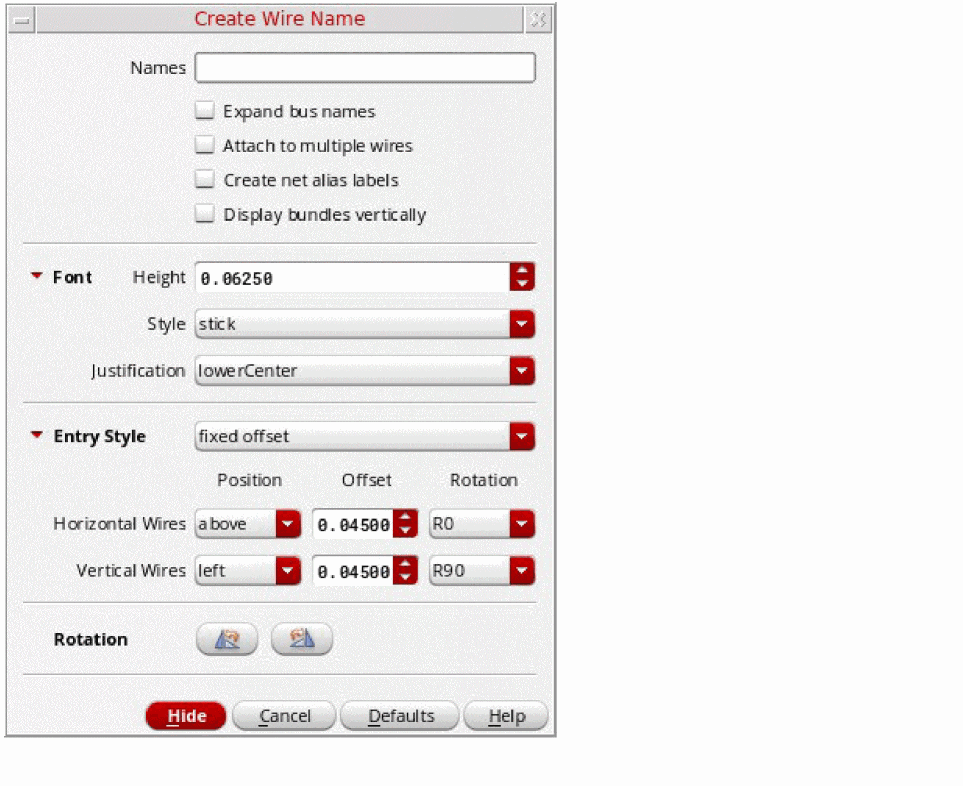 Create Wire Name
Names
Expand bus names
Attach to multiple wires
Create net alias labels
Display bundles vertically
Font Height 0.06250
Style stick
Justification lowerCenter
Entry Style fixed offset
Position Offset Rotation
Horizontal Wires above 0.04500 R0
Vertical Wires left 0.04500 R90
Rotation
Hide Cancel Defaults Help